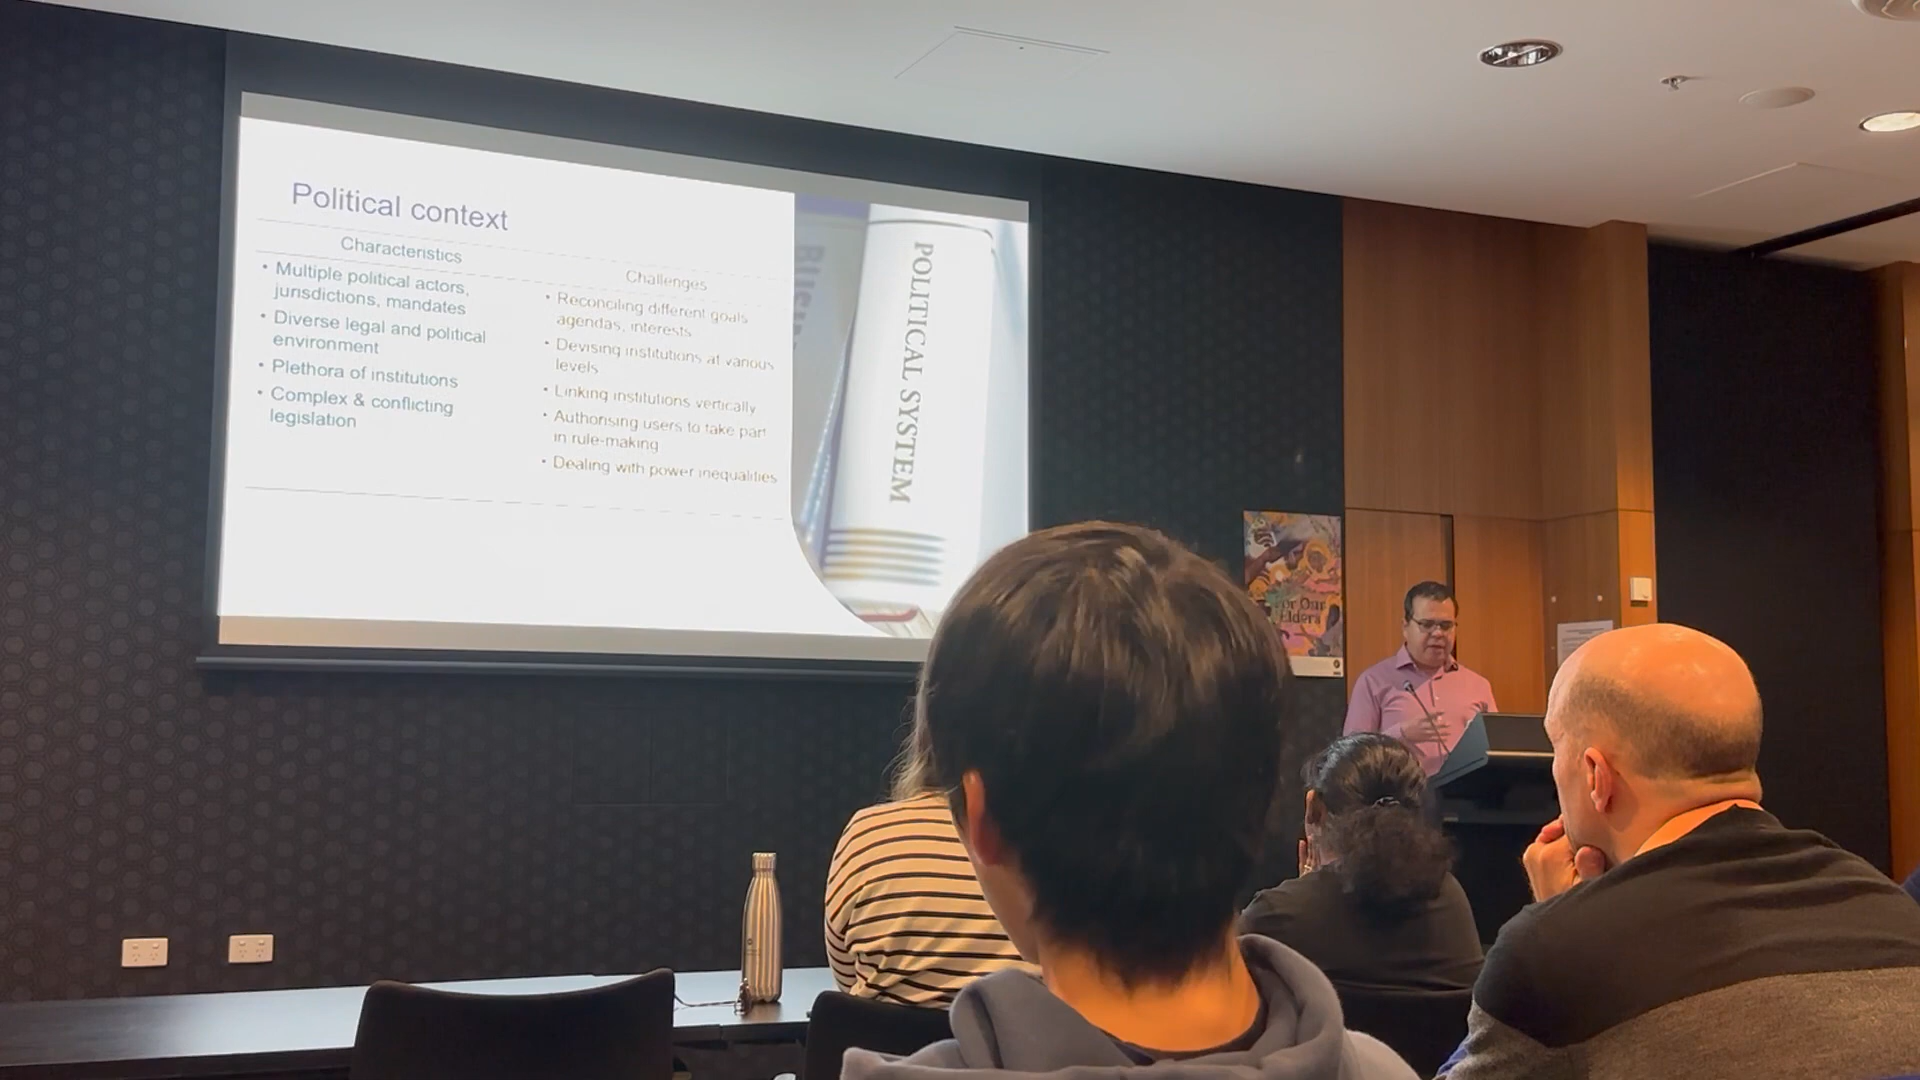 Political context
Characteristics
• Multiple political actors,
jurisdictions, mandates
• Diverse legal and political
environment
• Plethora of institutions
• Complex & conflicting
legislation
Challenges
• Reconciling different goals
agendas, interests
• Devising institutions at various
levels
• Linking institutions vertically
• Authorising users to take part
in rule-making
• Dealing with power inequalities
POLITICAL SYSTEM
For Our
Elders